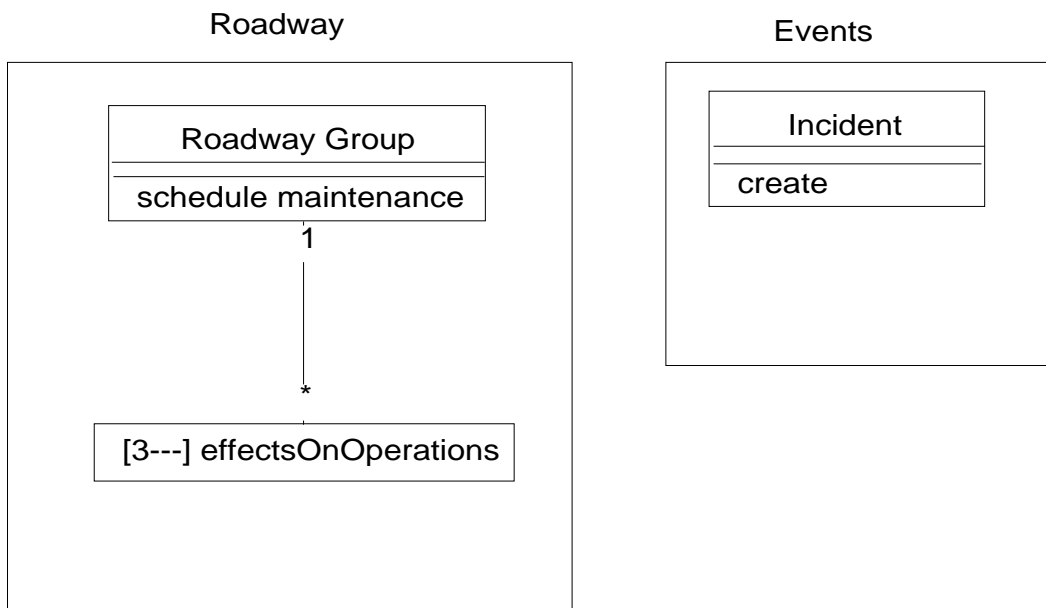 Roadway
Roadway Group
schedule maintenance
1
*
[3---] effectsOnOperations
Events
Incident
create